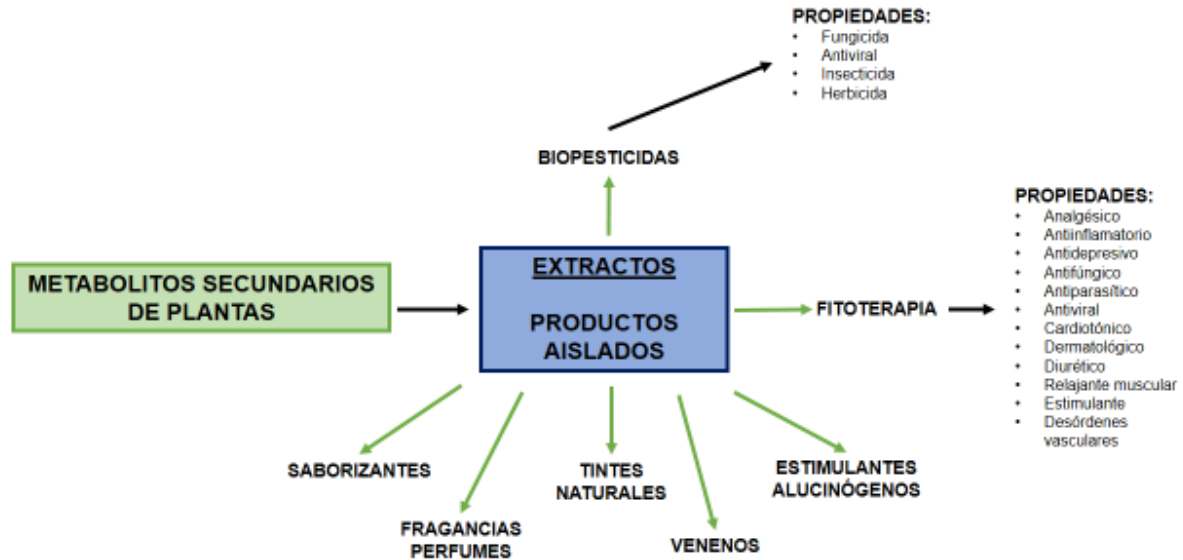 PROPIEDADES:
• Fungicida
• Antiviral
• Insecticida
• Herbicida
BIOPESTICIDAS
METABOLITOS SECUNDARIOS
DE PLANTAS
EXTRACTOS
PRODUCTOS
AISLADOS
FITOTERAPIA
PROPIEDADES:
• Analgésico
• Antiinflamatorio
• Antidepresivo
• Antifúngico
• Antiparasítico
• Antiviral
• Cardiotónico
• Dermatológico
• Diurético
• Relajante muscular
• Estimulante
• Desórdenes
vasculares
SABORIZANTES
FRAGANCIAS
PERFUMES
TINTES
NATURALES
VENENOS
ESTIMULANTES
ALUCINÓGENOS